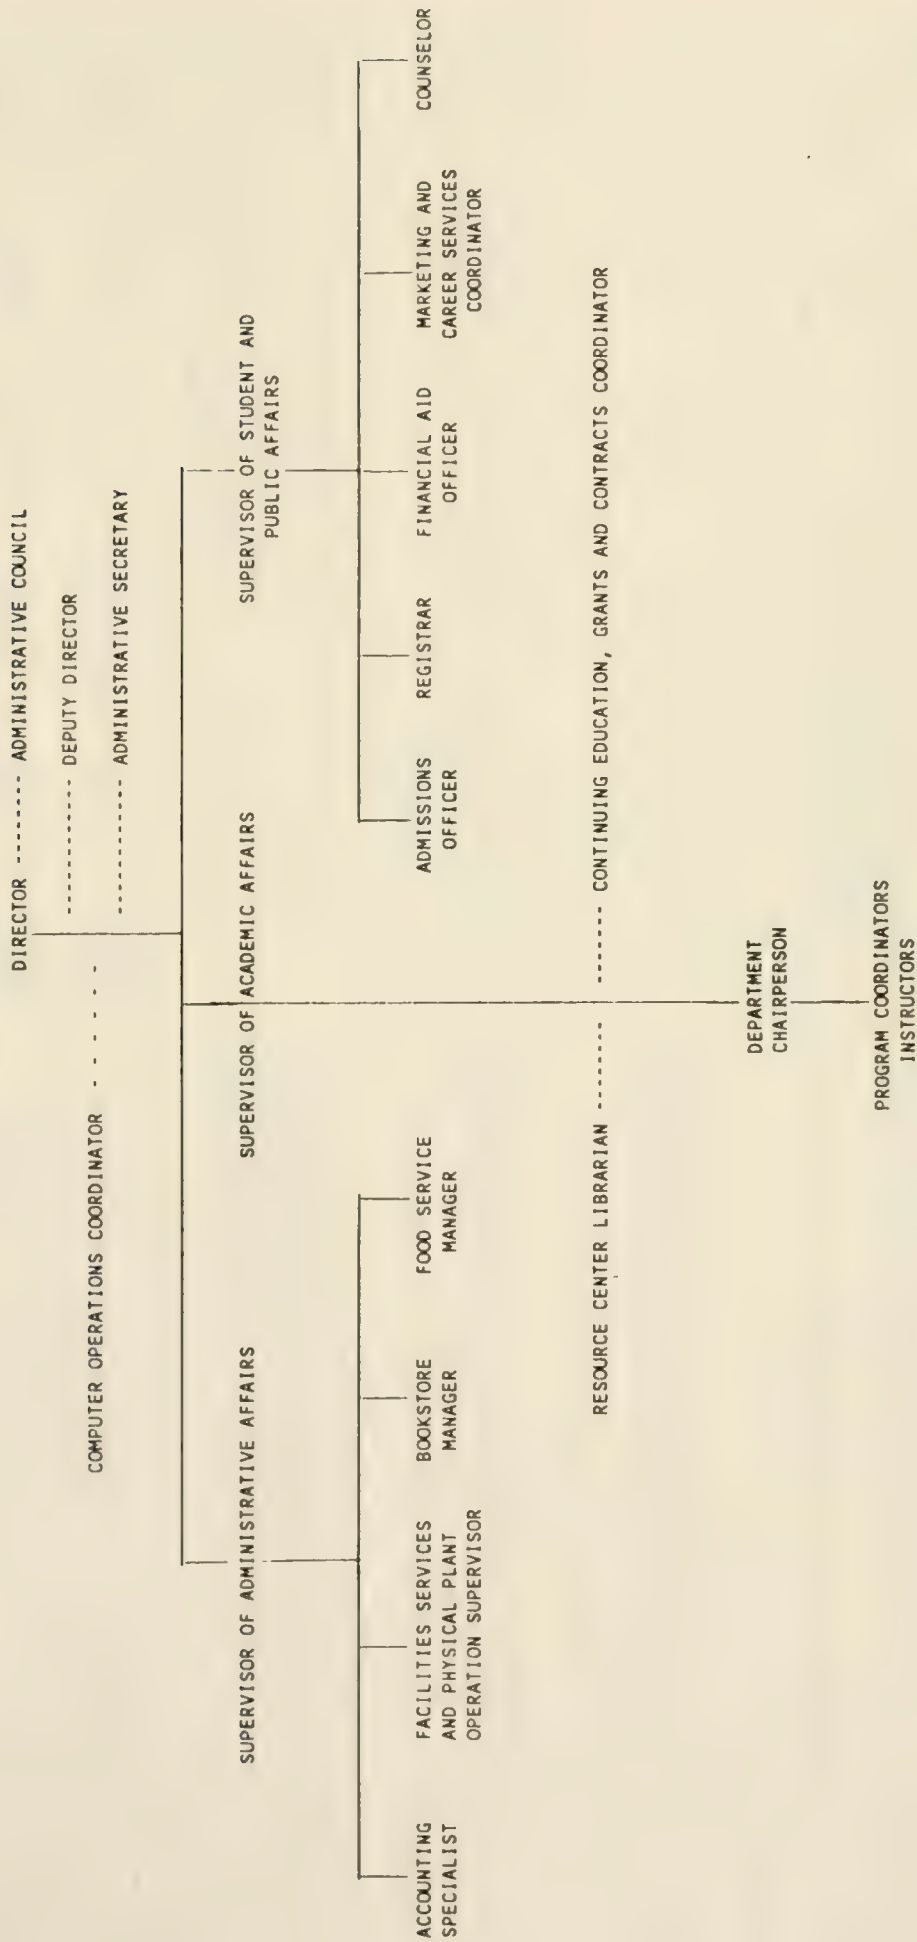 DIRECTOR -------- ADMINISTRATIVE COUNCIL
----------- DEPUTY DIRECTOR
COMPUTER OPERATIONS COORDINATOR - - - - -
----------- ADMINISTRATIVE SECRETARY
SUPERVISOR OF ADMINISTRATIVE AFFAIRS
SUPERVISOR OF ACADEMIC AFFAIRS
SUPERVISOR OF STUDENT AND
PUBLIC AFFAIRS
ACCOUNTING
SPECIALIST
FACILITIES SERVICES
AND PHYSICAL PLANT
OPERATION SUPERVISOR
BOOKSTORE
MANAGER
FOOD SERVICE
MANAGER
ADMISSIONS
OFFICER
REGISTRAR
FINANCIAL AID
OFFICER
MARKETING AND
CAREER SERVICES
COORDINATOR
COUNSELOR
RESOURCE CENTER LIBRARIAN -------- ------- CONTINUING EDUCATION, GRANTS AND CONTRACTS COORDINATOR
DEPARTMENT
CHAIRPERSON
PROGRAM COORDINATORS
INSTRUCTORS